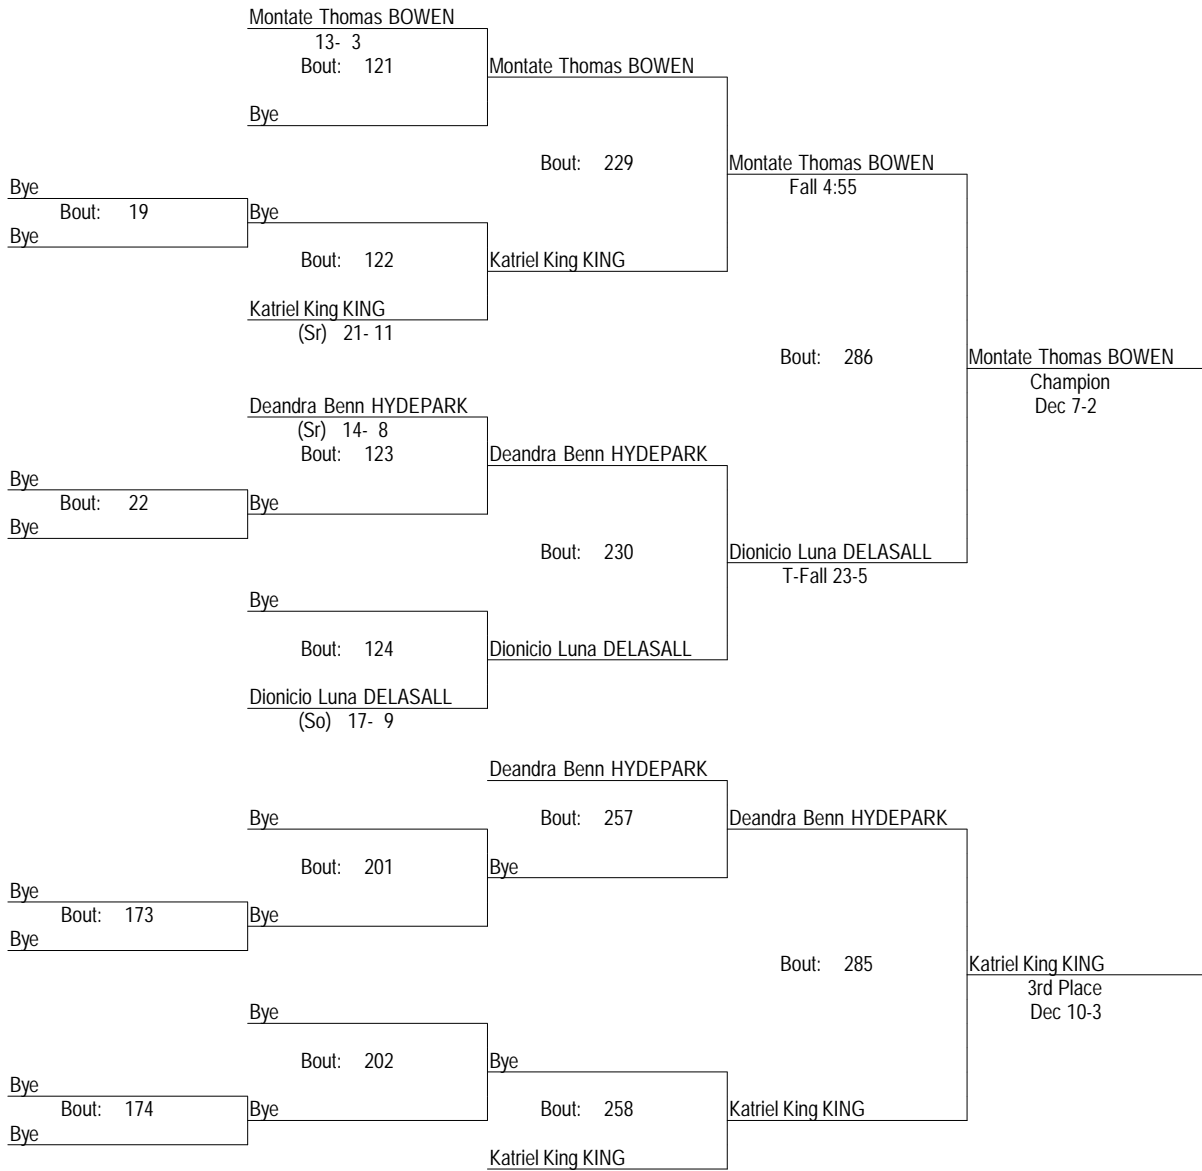 Montate Thomas BOWEN
13- 3
Bout: 121
Montate Thomas BOWEN
Bye
Bout: 229
Montate Thomas BOWEN
Fall 4:55
Bye
Bout: 19
Bye
Bye
Bout: 122
Katriel King KING
Katriel King KING
(Sr) 21- 11
Bout: 286
Montate Thomas BOWEN
Champion
Dec 7-2
Deandra Benn HYDEPARK
(Sr) 14- 8
Bout: 123
Deandra Benn HYDEPARK
Bye
Bout: 22
Bye
Bye
Bout: 230
Dionicio Luna DELASALL
T-Fall 23-5
Bye
Bout: 124
Dionicio Luna DELASALL
Dionicio Luna DELASALL
(So) 17- 9
Deandra Benn HYDEPARK
Bye
Bout: 257
Deandra Benn HYDEPARK
Bout: 201
Bye
Bye
Bout: 173
Bye
Bye
Bout: 285
Katriel King KING
3rd Place
Dec 10-3
Bye
Bout: 202
Bye
Bye
Bout: 174
Bye
Bye
Bout: 258
Katriel King KING
Katriel King KING